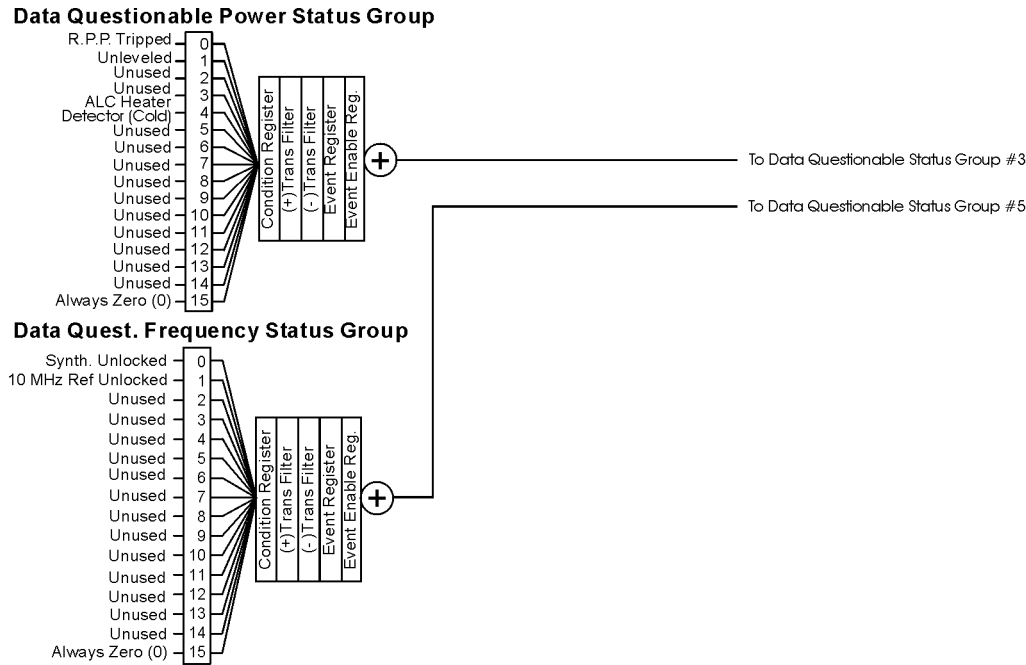 Data Questionable Power Status Group
R.P.P. Tripped 0
Unleveled 1
Unused 2
Unused 3
ALC Heater
Detector (Cold) 4
Unused 5
Unused 6
Unused 7
Unused 8
Unused 9
Unused 10
Unused 11
Unused 12
Unused 13
Unused 14
Always Zero (0) 15
Condition Register
(+)Trans Filter
(-)Trans Filter
Event Register
Event Enable Reg.
+
To Data Questionable Status Group #3
To Data Questionable Status Group #5
Data Quest. Frequency Status Group
Synth. Unlocked 0
10 MHz Ref Unlocked 1
Unused 2
Unused 3
Unused 4
Unused 5
Unused 6
Unused 7
Unused 8
Unused 9
Unused 10
Unused 11
Unused 12
Unused 13
Unused 14
Always Zero (0) 15
Condition Register
(+)Trans Filter
(-)Trans Filter
Event Register
Event Enable Reg.
+